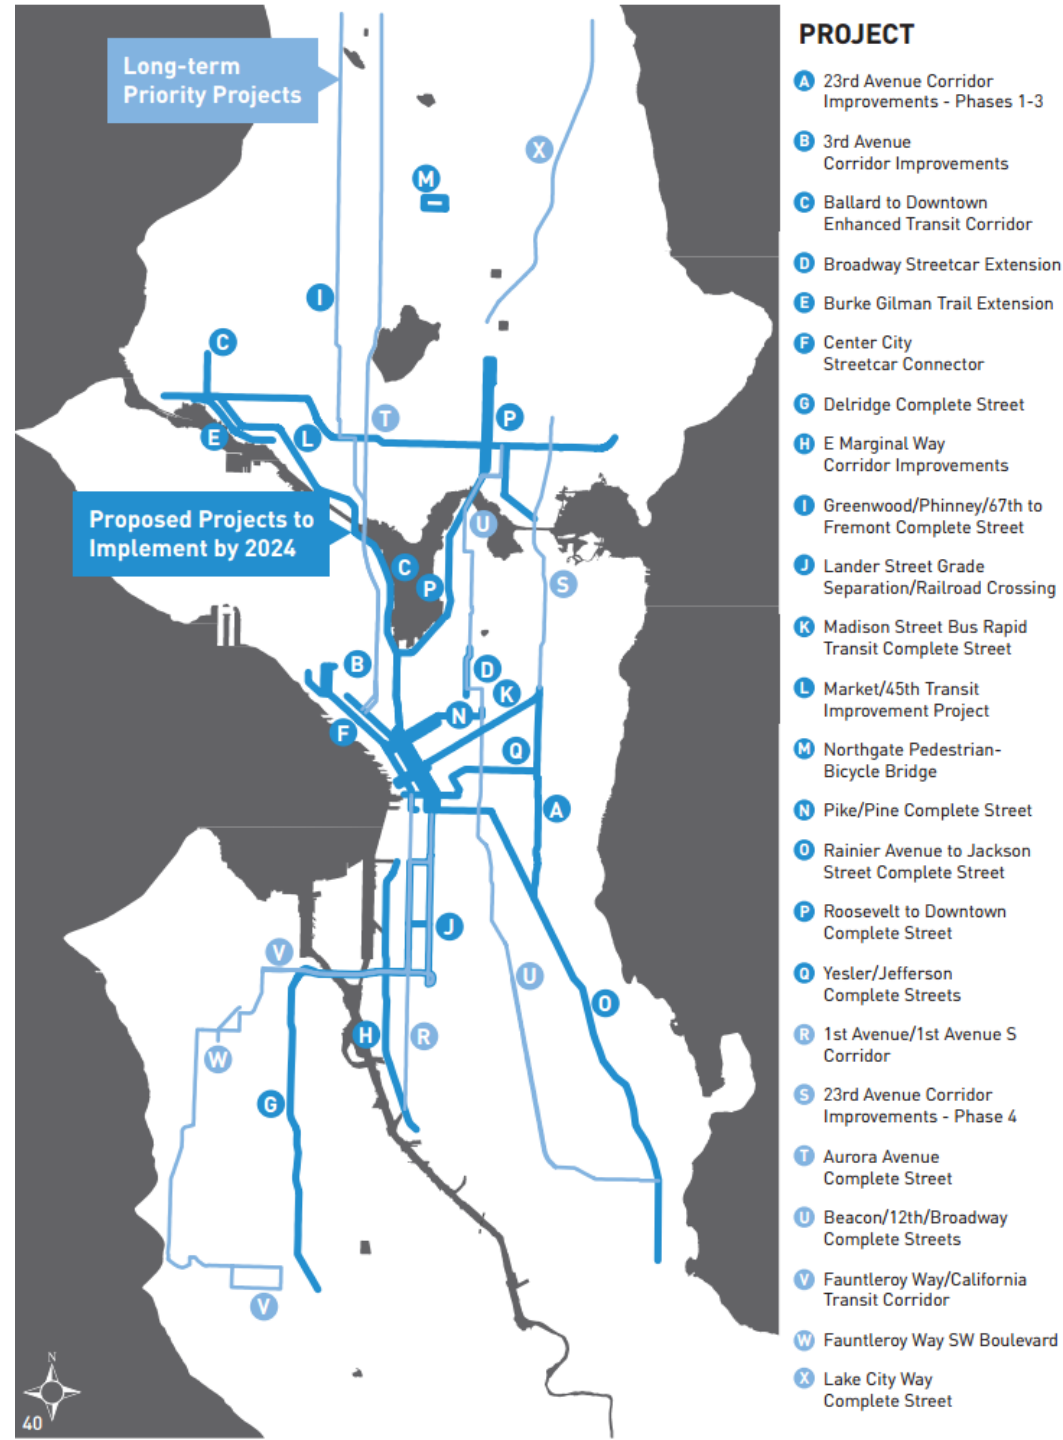 Long-term
Priority Projects
X
M
I
C
T
P
E
L
Proposed Projects to
Implement by 2024
U
C
P
S
B
D
K
N
F
Q
A
J
V
U
O
H
R
W
G
V
N
40
PROJECT
A 23rd Avenue Corridor
Improvements - Phases 1-3
B 3rd Avenue
Corridor Improvements
C Ballard to Downtown
Enhanced Transit Corridor
D Broadway Streetcar Extension
E Burke Gilman Trail Extension
F Center City
Streetcar Connector
G Delridge Complete Street
H E Marginal Way
Corridor Improvements
I Greenwood/Phinney/67th to
Fremont Complete Street
J Lander Street Grade
Separation/Railroad Crossing
K Madison Street Bus Rapid
Transit Complete Street
L Market/45th Transit
Improvement Project
M Northgate Pedestrian-
Bicycle Bridge
N Pike/Pine Complete Street
O Rainier Avenue to Jackson
Street Complete Street
P Roosevelt to Downtown
Complete Street
Q Yesler/Jefferson
Complete Streets
R 1st Avenue/1st Avenue S
Corridor
S 23rd Avenue Corridor
Improvements - Phase 4
T Aurora Avenue
Complete Street
U Beacon/12th/Broadway
Complete Streets
V Fauntleroy Way/California
Transit Corridor
W Fauntleroy Way SW Boulevard
X Lake City Way
Complete Street